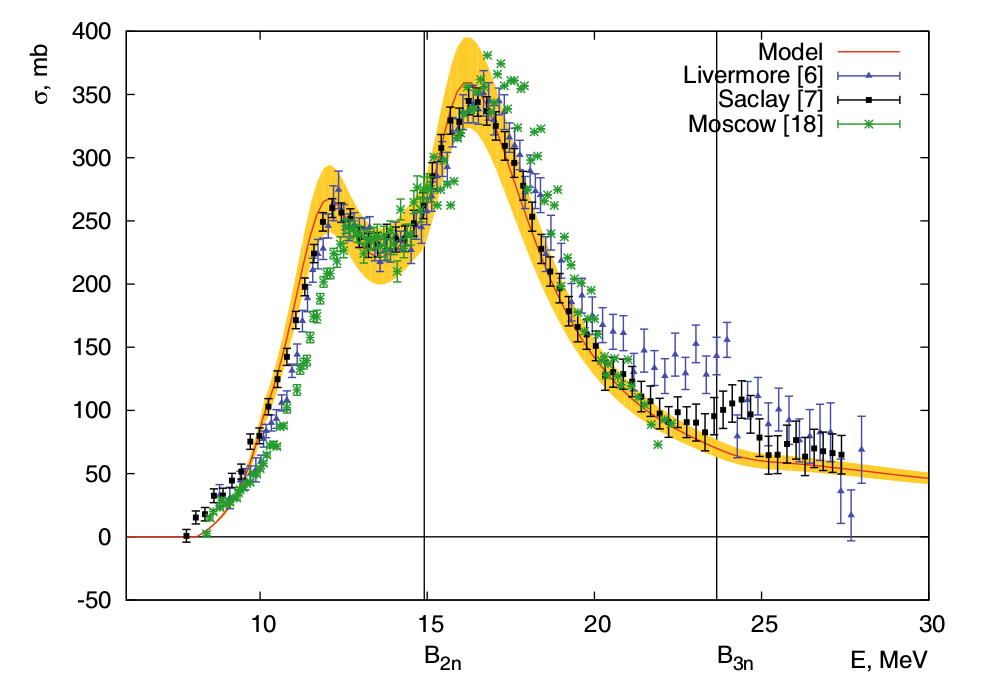 400
350
300
250
200
150
100
50
0
-50
σ, mb
Model
Livermore [6]
Saclay [7]
Moscow [18]
10 15 20 25 30
B2n B3n E, MeV